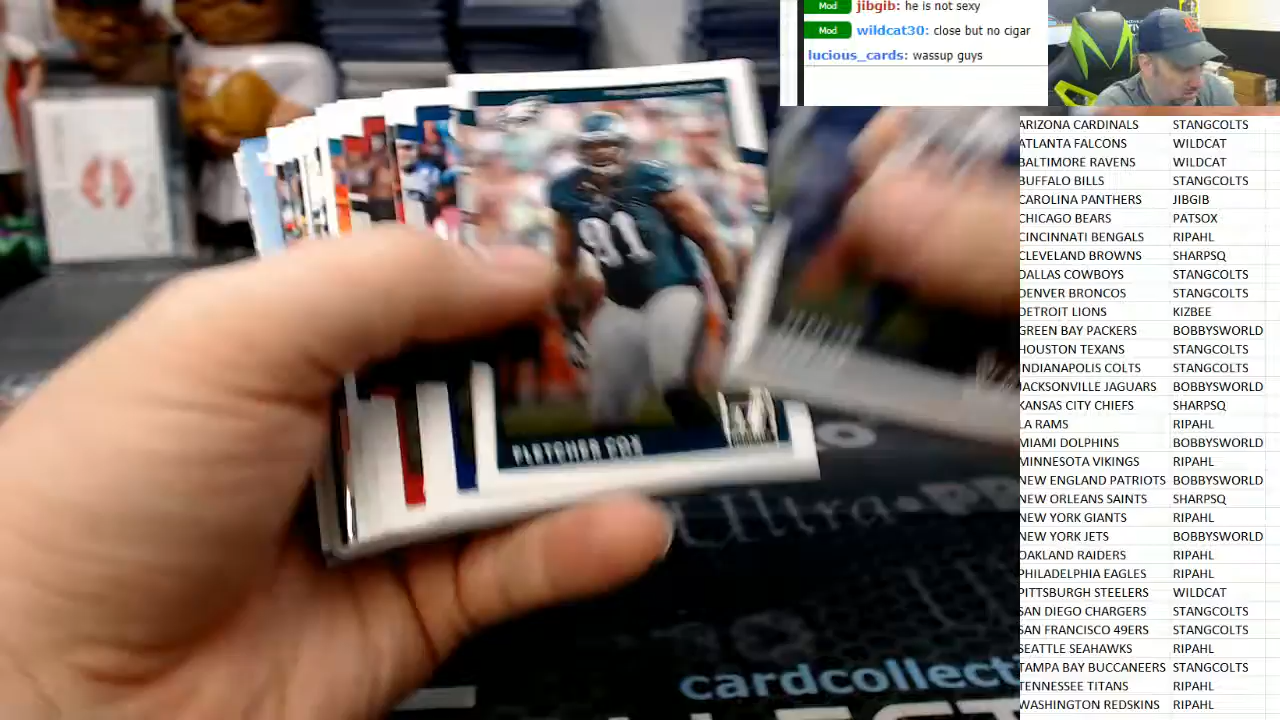 Mod jibgib: he is not sexy
Mod wildcat30: close but no cigar
lucious_cards: wassup guys
ARIZONA CARDINALS STANGCOLTS
ATLANTA FALCONS WILDCAT
BALTIMORE RAVENS WILDCAT
BUFFALO BILLS STANGCOLTS
CAROLINA PANTHERS JIBGIB
CHICAGO BEARS PATSOX
CINCINNATI BENGALS RIPAHL
CLEVELAND BROWNS SHARPSQ
DALLAS COWBOYS STANGCOLTS
DENVER BRONCOS STANGCOLTS
DETROIT LIONS KIZBEE
GREEN BAY PACKERS BOBBYSWORLD
HOUSTON TEXANS STANGCOLTS
INDIANAPOLIS COLTS STANGCOLTS
JACKSONVILLE JAGUARS BOBBYSWORLD
KANSAS CITY CHIEFS SHARPSQ
LA RAMS RIPAHL
MIAMI DOLPHINS BOBBYSWORLD
MINNESOTA VIKINGS RIPAHL
NEW ENGLAND PATRIOTS BOBBYSWORLD
NEW ORLEANS SAINTS SHARPSQ
NEW YORK GIANTS RIPAHL
NEW YORK JETS BOBBYSWORLD
OAKLAND RAIDERS RIPAHL
PHILADELPHIA EAGLES RIPAHL
PITTSBURGH STEELERS WILDCAT
SAN DIEGO CHARGERS STANGCOLTS
SAN FRANCISCO 49ERS STANGCOLTS
SEATTLE SEAHAWKS RIPAHL
TAMPA BAY BUCCANEERS STANGCOLTS
TENNESSEE TITANS RIPAHL
WASHINGTON REDSKINS RIPAHL
91
FLETCHER COX
Ultra PR
cardcollecti